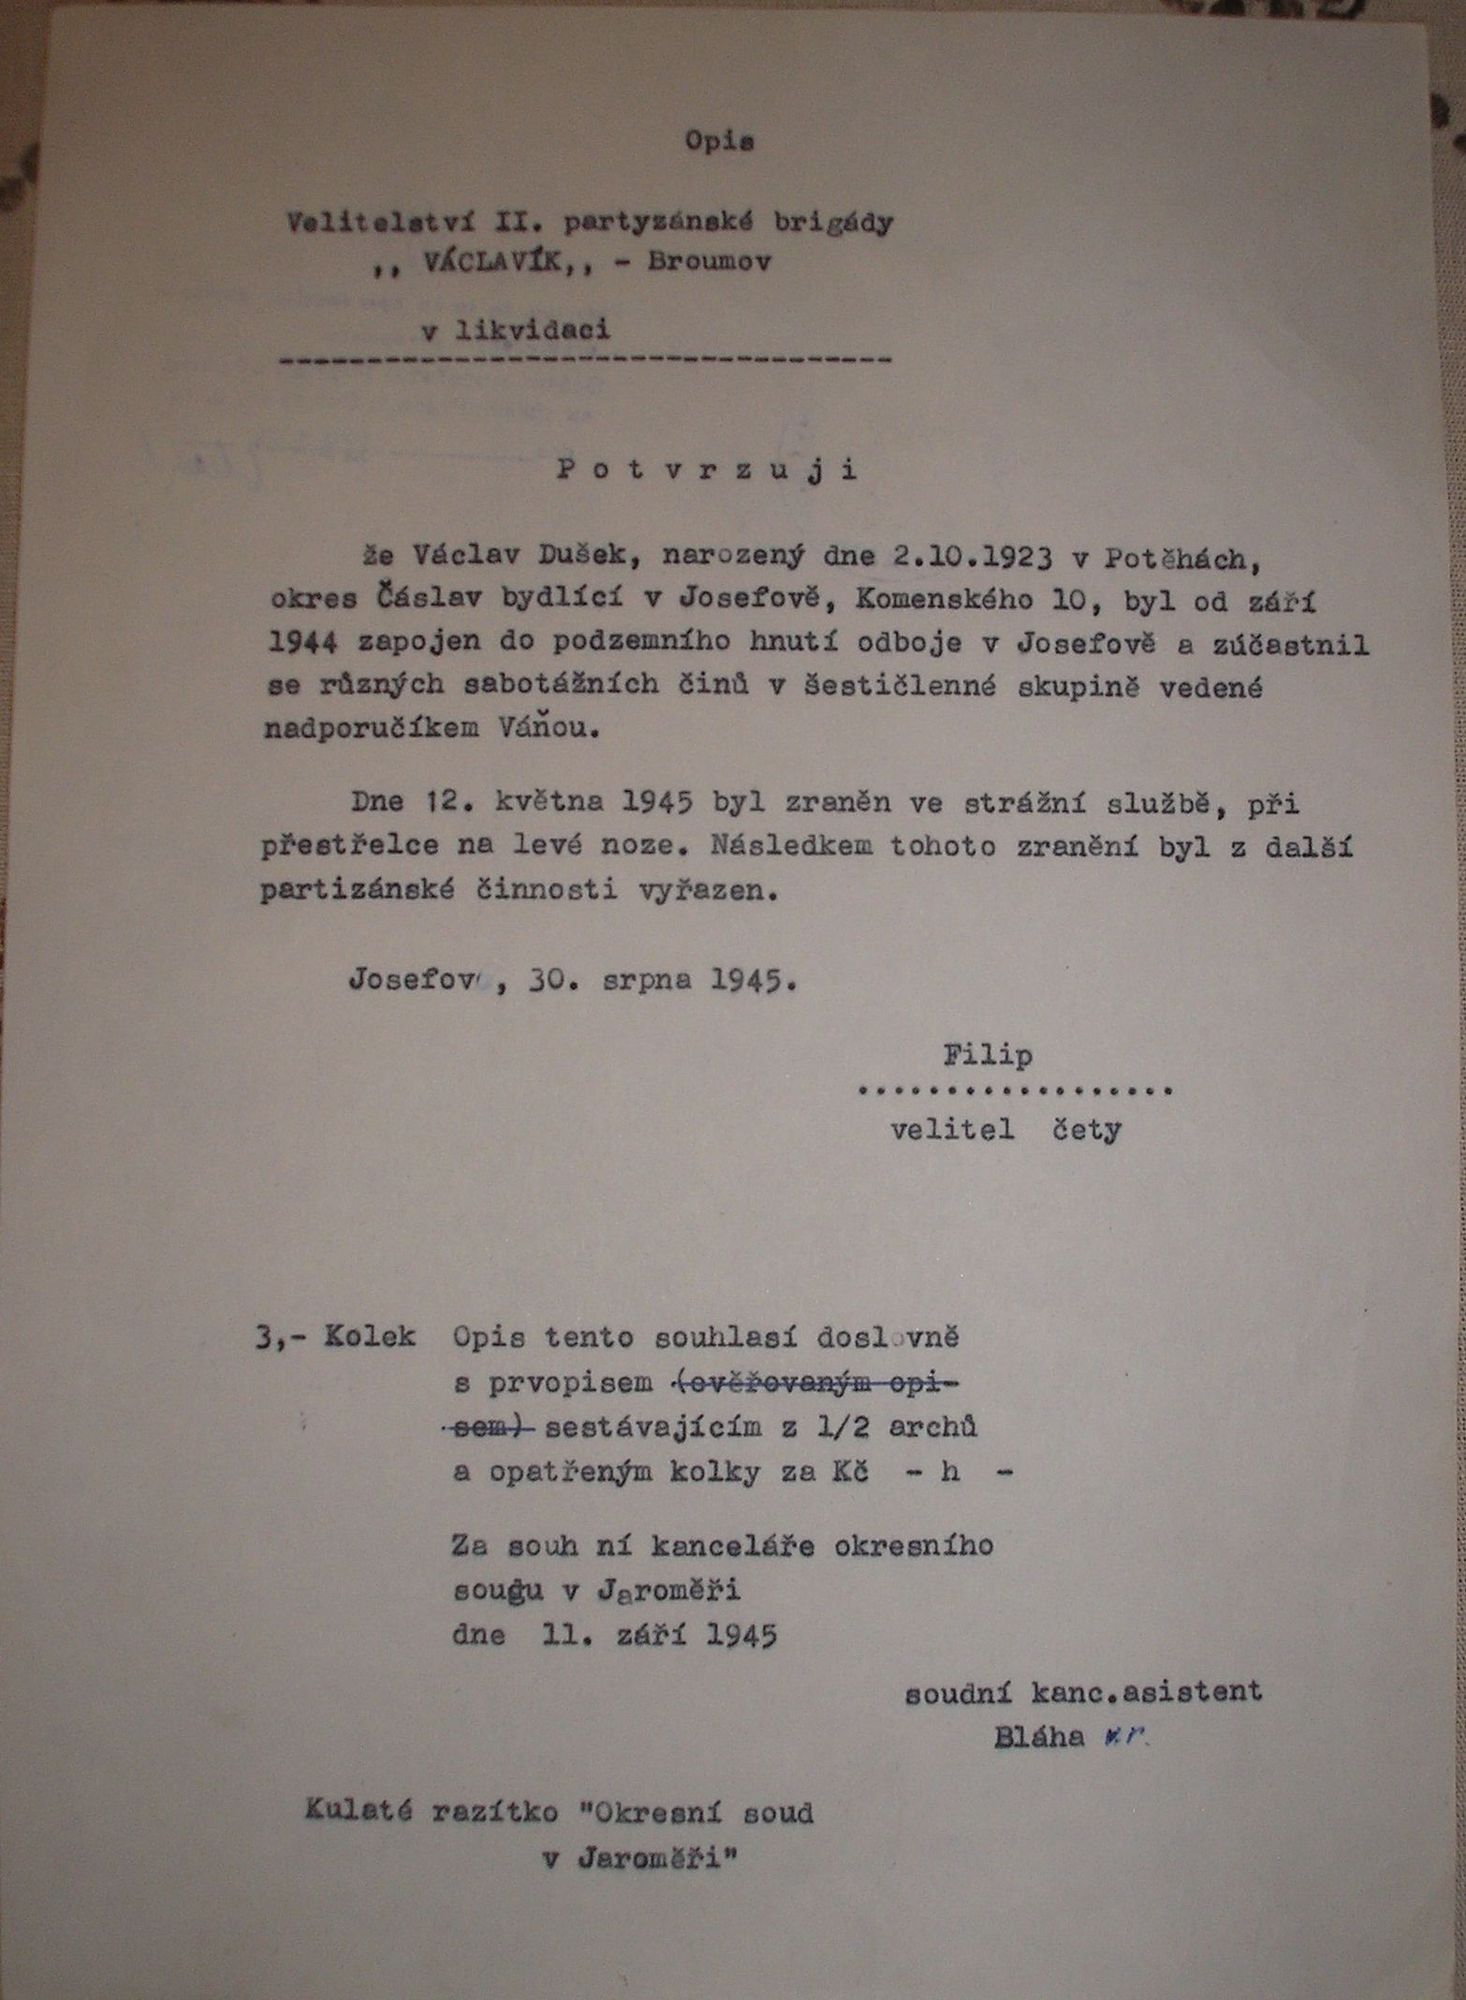 Opis
Velitelství II. partyzánské brigády
,, VÁCLAVÍK,, - Broumov
v likvidaci
-----------------------------------
P o t v r z u j i
že Václav Dušek, narozený dne 2.10.1923 v Potěhách,
okres Čáslav bydlící v Josefově, Komenského 10, byl od září
1944 zapojen do podzemního hnutí odboje v Josefově a zúčastnil
se různých sabotážních činů v šestičlenné skupině vedené
nadporučíkem Váňou.
Dne 12. května 1945 byl zraněn ve strážní službě, při
přestřelce na levé noze. Následkem tohoto zranění byl z další
partizánské činnosti vyřazen.
Josefov , 30. srpna 1945.
Filip
..................
velitel čety
3,- Kolek Opis tento souhlasí doslovně
s prvopisem (ověřovaným opi-
sem) sestávajícím z 1/2 archů
a opatřeným kolky za Kč - h -
Za souh ní kanceláře okresního
sougu v Jaroměři
dne 11. září 1945
soudní kanc.asistent
Bláha v.r.
Kulaté razítko "Okresní soud
v Jaroměři"